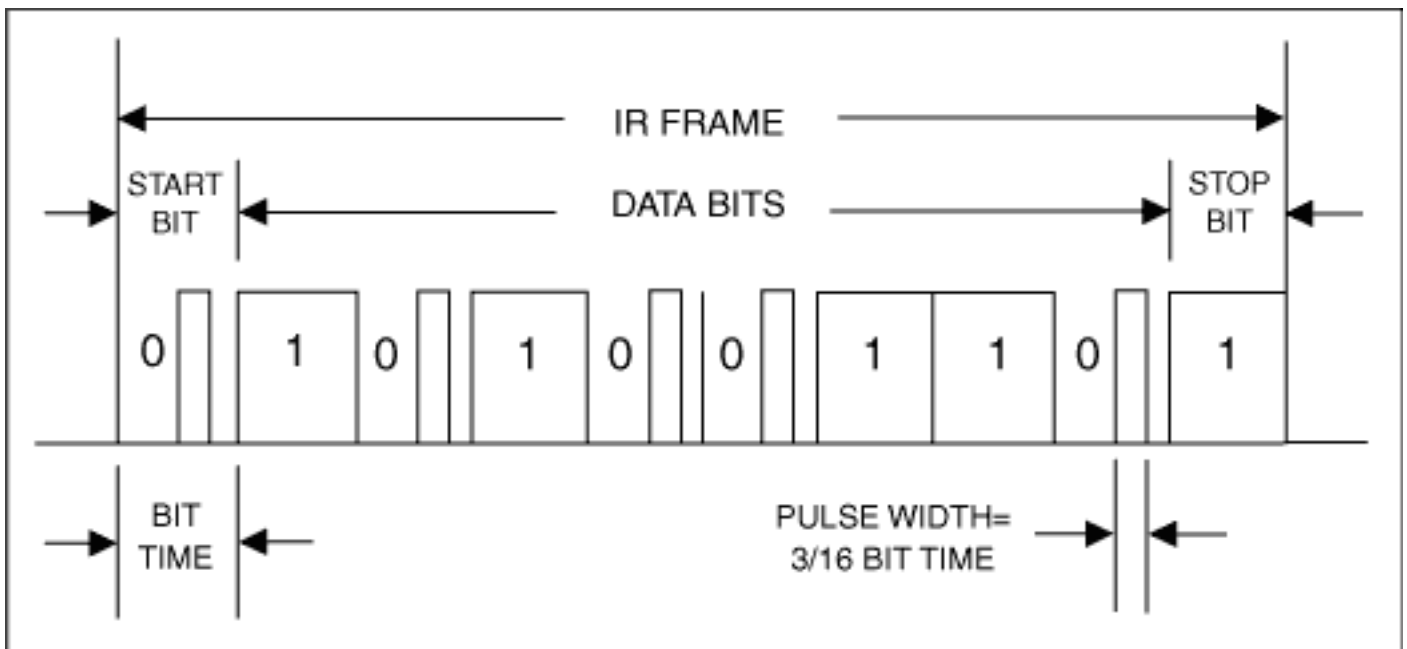 IR FRAME
START
BIT
DATA BITS
STOP
BIT
0 1 0 1 0 0 1 1 0 1
BIT
TIME
PULSE WIDTH=
3/16 BIT TIME